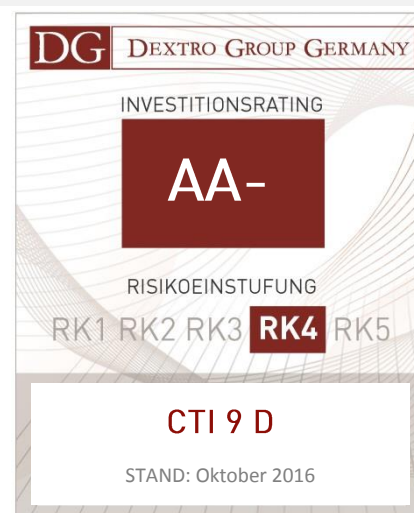 DG DEXTRO GROUP GERMANY
INVESTITIONSRATING
AA-
RISIKOEINSTUFUNG
RK1 RK2 RK3 RK4 RK5
CTI 9 D
STAND: Oktober 2016